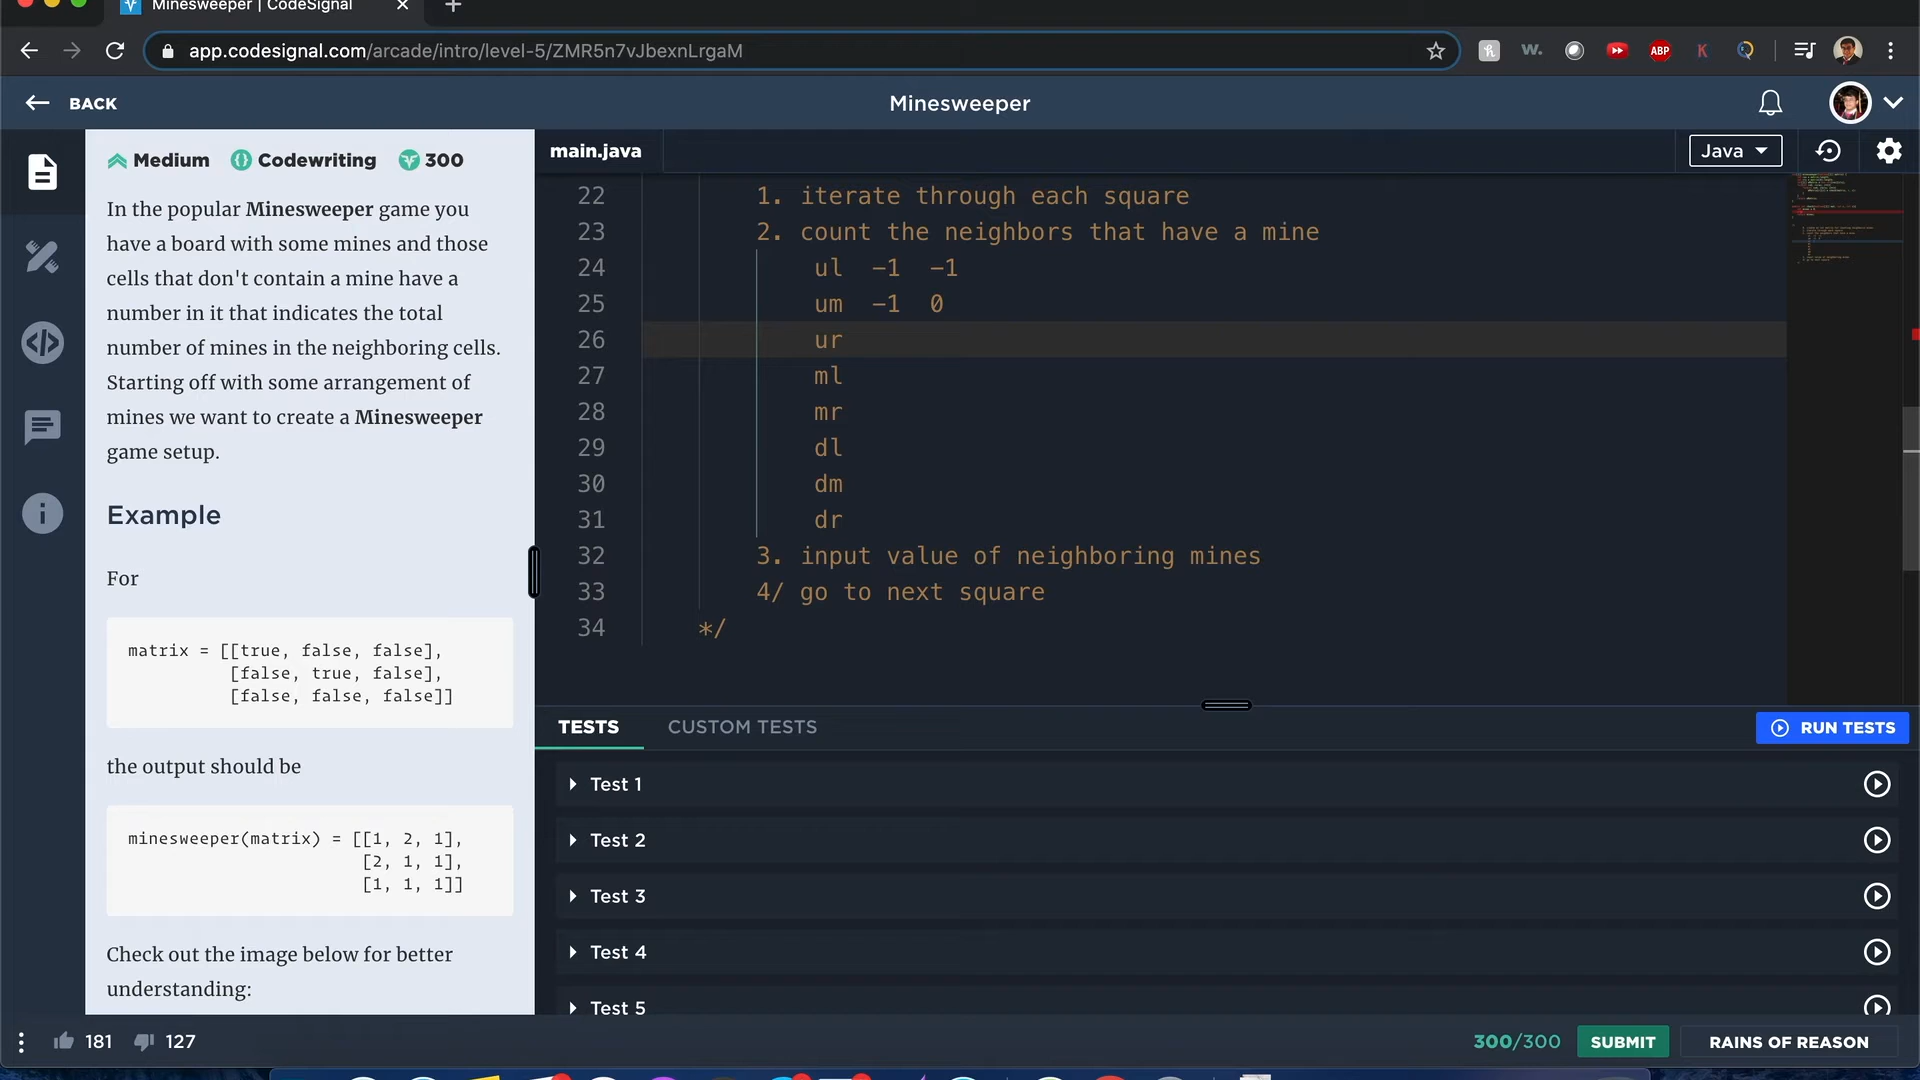 Minesweeper | CodeSignal
app.codesignal.com/arcade/intro/level-5/ZMR5n7vJbexnLrgaM
w.
ABP
K
BACK
Minesweeper
Medium
Codewriting
300
In the popular Minesweeper game you
have a board with some mines and those
cells that don't contain a mine have a
number in it that indicates the total
number of mines in the neighboring cells.
Starting off with some arrangement of
mines we want to create a Minesweeper
game setup.
Example
For
matrix = [[true, false, false],
[false, true, false],
[false, false, false]]
the output should be
minesweeper(matrix) = [[1, 2, 1],
[2, 1, 1],
[1, 1, 1]]
Check out the image below for better
understanding:
main.java
Java
22 1. iterate through each square
23 2. count the neighbors that have a mine
24 ul -1 -1
25 um -1 0
26 ur
27 ml
28 mr
29 dl
30 dm
31 dr
32 3. input value of neighboring mines
33 4/ go to next square
34 */
TESTS
CUSTOM TESTS
RUN TESTS
Test 1
Test 2
Test 3
Test 4
Test 5
181
127
300/300
SUBMIT
RAINS OF REASON